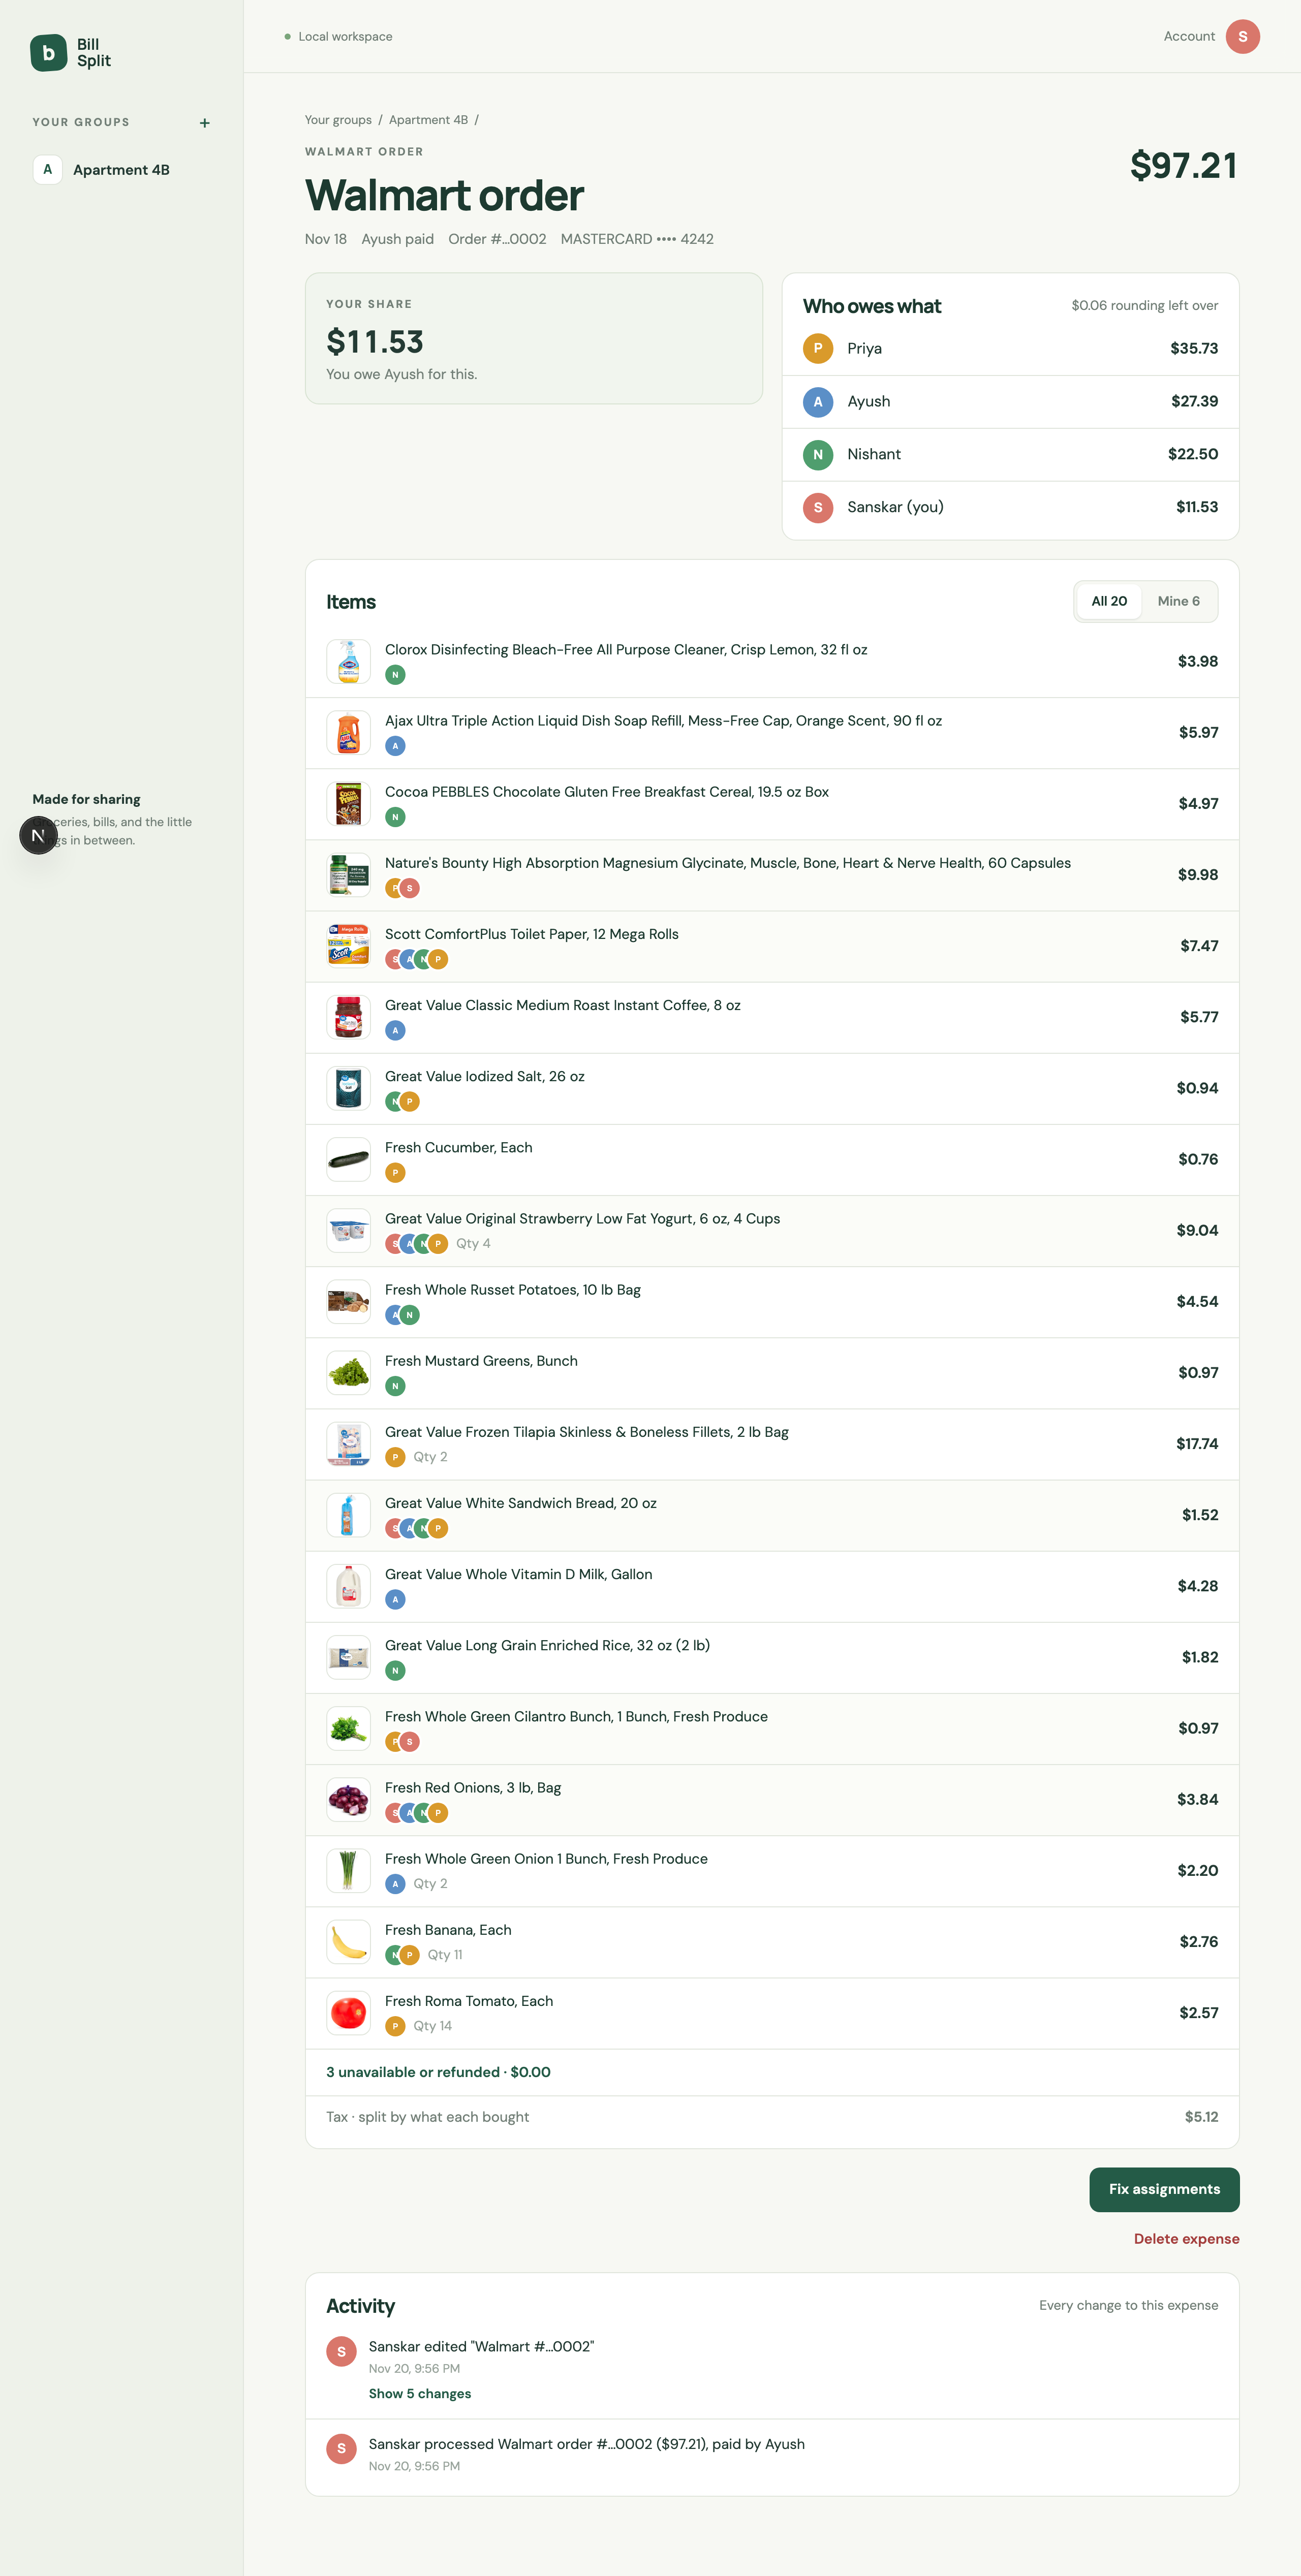 b
Bill
Split
Local workspace
Account
S
YOUR GROUPS
+
A
Apartment 4B
Your groups / Apartment 4B /
WALMART ORDER
Walmart order
$97.21
Nov 18 Ayush paid Order #…0002 MASTERCARD •••• 4242
YOUR SHARE
$11.53
You owe Ayush for this.
Who owes what
$0.06 rounding left over
P Priya $35.73
A Ayush $27.39
N Nishant $22.50
S Sanskar (you) $11.53
Items
All 20
Mine 6
Clorox Disinfecting Bleach-Free All Purpose Cleaner, Crisp Lemon, 32 fl oz
N
$3.98
Ajax Ultra Triple Action Liquid Dish Soap Refill, Mess-Free Cap, Orange Scent, 90 fl oz
A
$5.97
Cocoa PEBBLES Chocolate Gluten Free Breakfast Cereal, 19.5 oz Box
N
$4.97
Nature's Bounty High Absorption Magnesium Glycinate, Muscle, Bone, Heart & Nerve Health, 60 Capsules
P S
$9.98
Scott ComfortPlus Toilet Paper, 12 Mega Rolls
S A N P
$7.47
Great Value Classic Medium Roast Instant Coffee, 8 oz
A
$5.77
Great Value Iodized Salt, 26 oz
N P
$0.94
Fresh Cucumber, Each
P
$0.76
Great Value Original Strawberry Low Fat Yogurt, 6 oz, 4 Cups
S A N P Qty 4
$9.04
Fresh Whole Russet Potatoes, 10 lb Bag
A N
$4.54
Fresh Mustard Greens, Bunch
N
$0.97
Great Value Frozen Tilapia Skinless & Boneless Fillets, 2 lb Bag
P Qty 2
$17.74
Great Value White Sandwich Bread, 20 oz
S A N P
$1.52
Great Value Whole Vitamin D Milk, Gallon
A
$4.28
Great Value Long Grain Enriched Rice, 32 oz (2 lb)
N
$1.82
Fresh Whole Green Cilantro Bunch, 1 Bunch, Fresh Produce
P S
$0.97
Fresh Red Onions, 3 lb, Bag
S A N P
$3.84
Fresh Whole Green Onion 1 Bunch, Fresh Produce
A Qty 2
$2.20
Fresh Banana, Each
N P Qty 11
$2.76
Fresh Roma Tomato, Each
P Qty 14
$2.57
3 unavailable or refunded · $0.00
Tax · split by what each bought $5.12
Fix assignments
Delete expense
Activity
Every change to this expense
S
Sanskar edited "Walmart #…0002"
Nov 20, 9:56 PM
Show 5 changes
S
Sanskar processed Walmart order #…0002 ($97.21), paid by Ayush
Nov 20, 9:56 PM
Made for sharing
bills, and the little
in between.
N